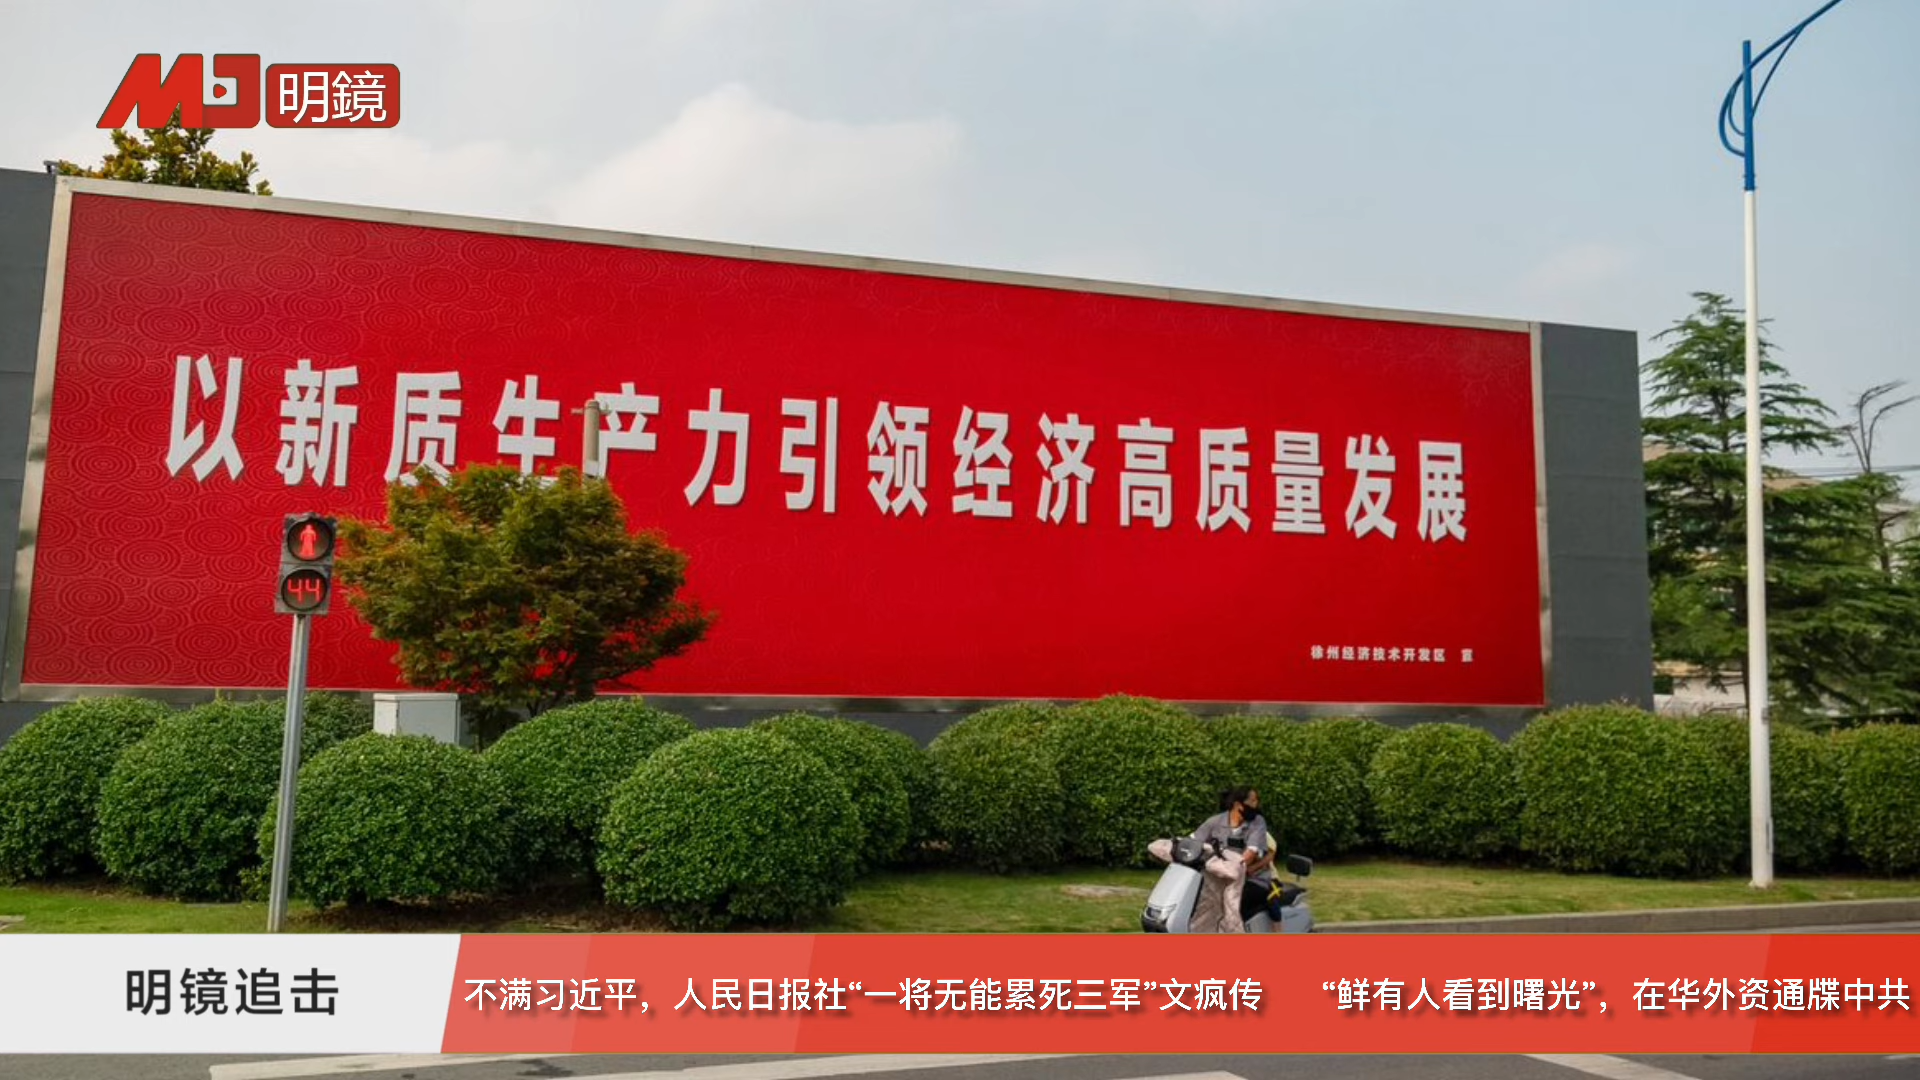 MJ 明鏡
以新质生产力引领经济高质量发展
44
徐州经济技术开发区 宣
明镜追击
不满习近平，人民日报社“一将无能累死三军”文疯传 “鲜有人看到曙光”，在华外资通牒中共